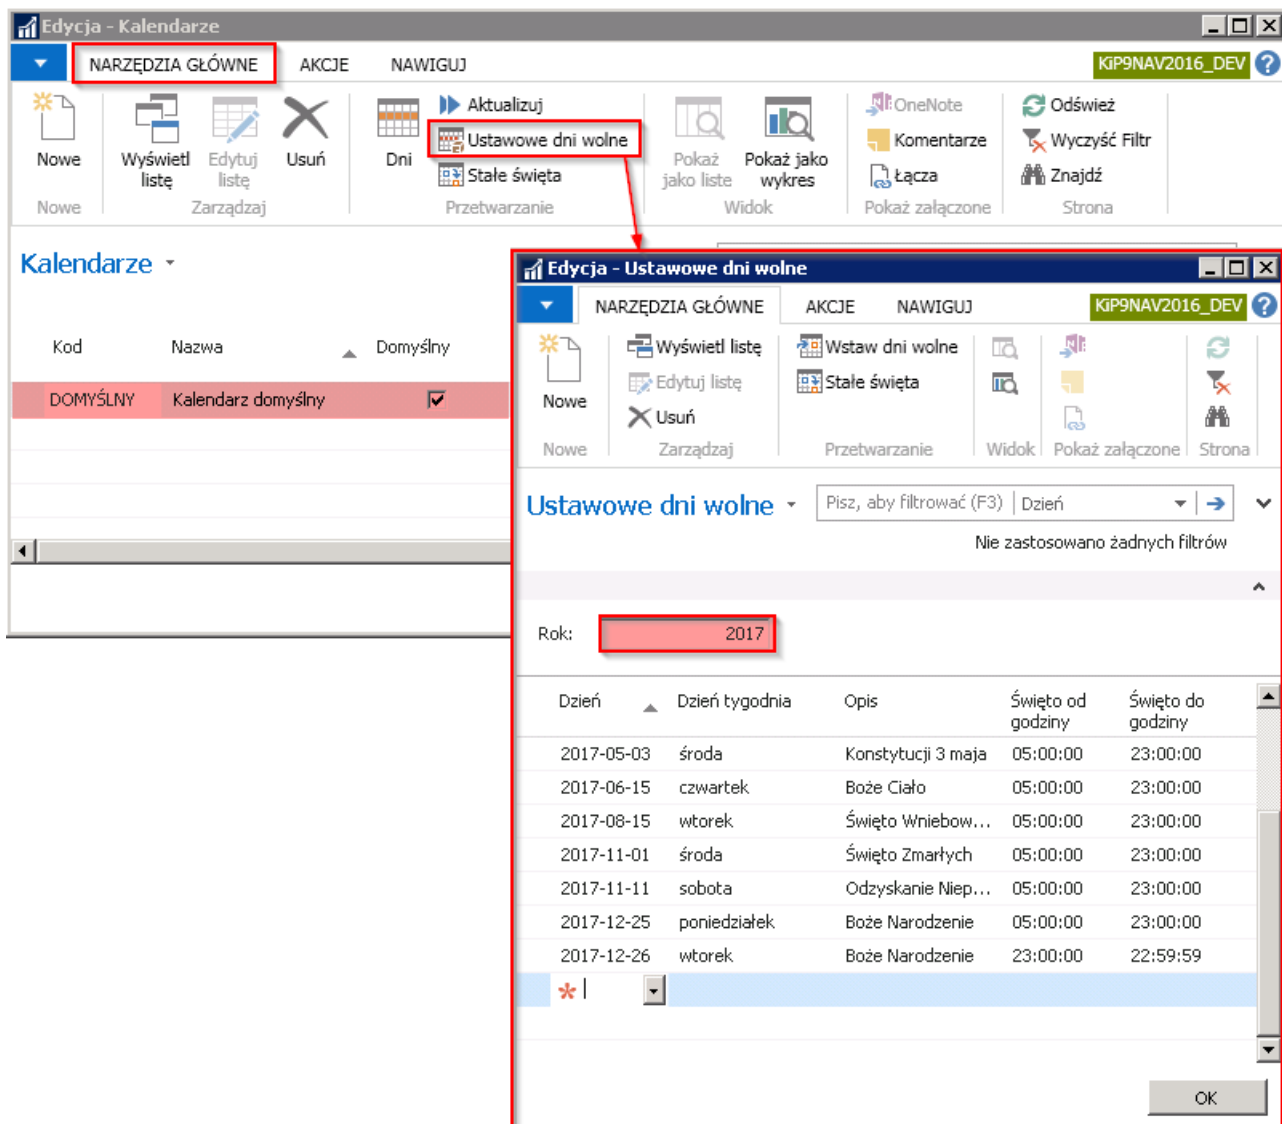 Edycja - Kalendarze
NARZĘDZIA GŁÓWNE AKCJE NAWIGUJ KiP9NAV2016_DEV ?
Nowe
Wyświetl listę
Edytuj listę
Usuń
Dni
Aktualizuj
Ustawowe dni wolne
Stałe święta
Pokaż jako liste
Pokaż jako wykres
OneNote
Komentarze
Łącza
Odśwież
Wyczyść Filtr
Znajdź
Nowe Zarządzaj Przetwarzanie Widok Pokaż załączone Strona
Kalendarze
Kod Nazwa Domyślny
DOMYŚLNY Kalendarz domyślny
Edycja - Ustawowe dni wolne
NARZĘDZIA GŁÓWNE AKCJE NAWIGUJ KiP9NAV2016_DEV ?
Nowe
Wyświetl listę
Edytuj listę
Usuń
Wstaw dni wolne
Stałe święta
Nowe Zarządzaj Przetwarzanie Widok Pokaż załączone Strona
Ustawowe dni wolne Pisz, aby filtrować (F3) Dzień
Nie zastosowano żadnych filtrów
Rok: 2017
Dzień Dzień tygodnia Opis Święto od godziny Święto do godziny
2017-05-03 środa Konstytucji 3 maja 05:00:00 23:00:00
2017-06-15 czwartek Boże Ciało 05:00:00 23:00:00
2017-08-15 wtorek Święto Wniebow... 05:00:00 23:00:00
2017-11-01 środa Święto Zmarłych 05:00:00 23:00:00
2017-11-11 sobota Odzyskanie Niep... 05:00:00 23:00:00
2017-12-25 poniedziałek Boże Narodzenie 05:00:00 23:00:00
2017-12-26 wtorek Boże Narodzenie 23:00:00 22:59:59
OK